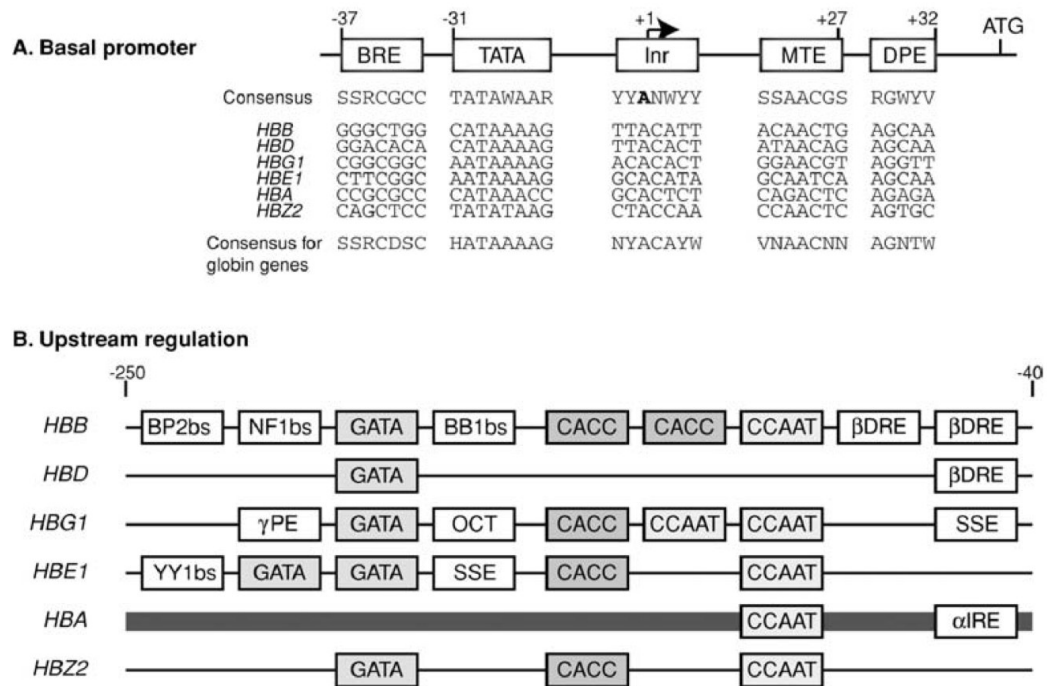 -37 -31 +1 +27 +32 ATG
A. Basal promoter
BRE TATA Inr MTE DPE
Consensus SSRCGCC TATAWAAR YYANWYY SSAACGS RGWYV
HBB GGGCTGG CATAAAAG TTACATT ACAACTG AGCAA
HBD GGACACA CATAAAAG TTACACT ATAACAG AGCAA
HBG1 CGGCGGC AATAAAAG ACACACT GGAACGT AGGTT
HBE1 CTTCGGC AATAAAAG GCACATA GCAATCA AGCAA
HBA CCGCGCC CATAAACC GCACTCT CAGACTC AGAGA
HBZ2 CAGCTCC TATATAAG CTACCAA CCAACTC AGTGC
Consensus for SSRCDSC HATAAAAG NYACAYW VNAACNN AGNTW
globin genes
B. Upstream regulation
-250 -40
HBB BP2bs NF1bs GATA BB1bs CACC CACC CCAAT βDRE βDRE
HBD GATA βDRE
HBG1 γPE GATA OCT CACC CCAAT CCAAT SSE
HBE1 YY1bs GATA GATA SSE CACC CCAAT
HBA CCAAT αIRE
HBZ2 GATA CACC CCAAT